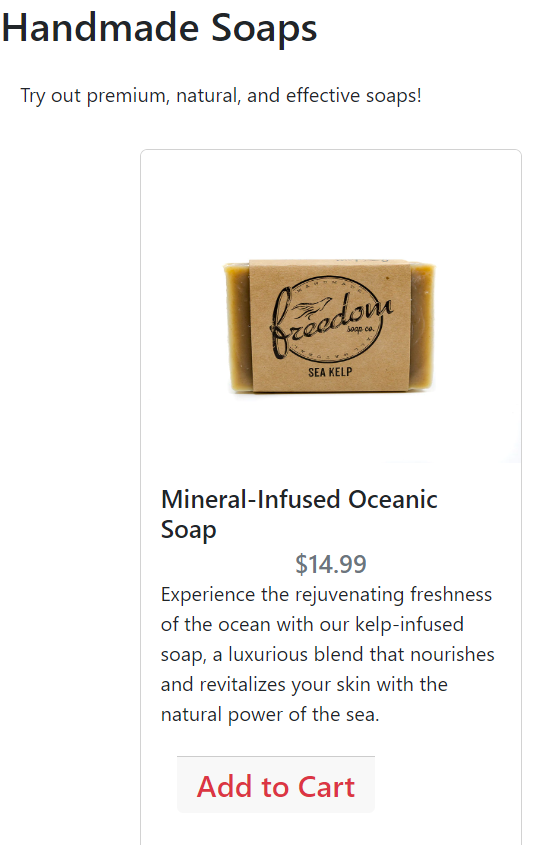 Handmade Soaps
Try out premium, natural, and effective soaps!
freedom
soap co.
SEA KELP
Mineral-Infused Oceanic
Soap
$14.99
Experience the rejuvenating freshness
of the ocean with our kelp-infused
soap, a luxurious blend that nourishes
and revitalizes your skin with the
natural power of the sea.
Add to Cart